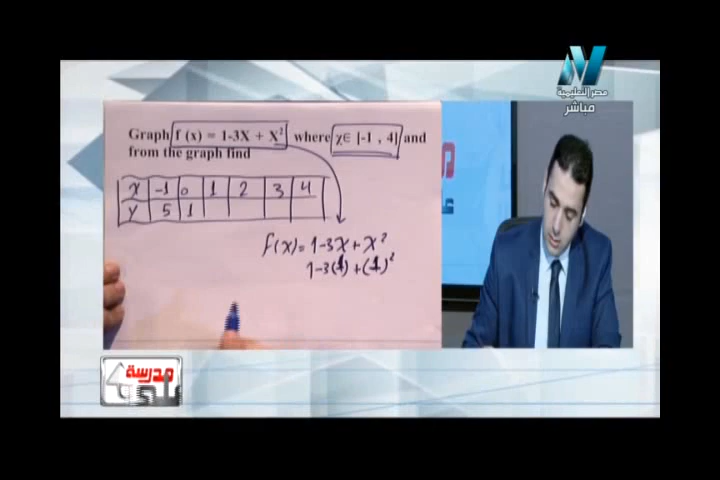 مصر التعليمية
مباشر
Graph f (x) = 1-3X + X² where x∈ [-1 , 4] and
from the graph find
X -1 0 1 2 3 4
Y 5 1
f(x) = 1-3x + x²
1-3(1) + (1)²
مدرسة